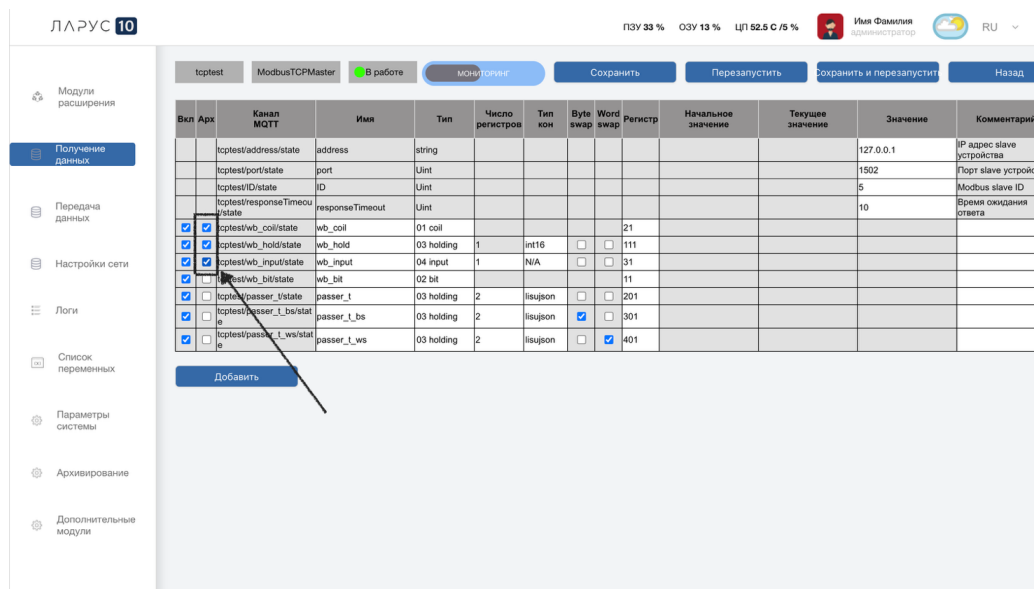 ЛАРУС 10
ПЗУ 33 % ОЗУ 13 % ЦП 52.5 C /5 %
Имя Фамилия
администратор
RU
Модули
расширения
Получение
данных
Передача
данных
Настройки сети
Логи
Список
переменных
Параметры
системы
Архивирование
Дополнительные
модули
tcptest ModbusTCPMaster В работе МОНИТОРИНГ Сохранить Перезапустить Сохранить и перезапустить Назад
Вкл Арх Канал MQTT Имя Тип Число регистров Тип кон Byte swap Word swap Регистр Начальное значение Текущее значение Значение Комментарий
tcptest/address/state address string 127.0.0.1 IP адрес slave устройства
tcptest/port/state port Uint 1502 Порт slave устройс
tcptest/ID/state ID Uint 5 Modbus slave ID
tcptest/responseTimeout/state responseTimeout Uint 10 Время ожидания ответа
tcptest/wb_coil/state wb_coil 01 coil 21
tcptest/wb_hold/state wb_hold 03 holding 1 int16 111
tcptest/wb_input/state wb_input 04 input 1 N/A 31
tcptest/wb_bit/state wb_bit 02 bit 11
tcptest/passer_t/state passer_t 03 holding 2 lisujson 201
tcptest/passer_t_bs/state passer_t_bs 03 holding 2 lisujson 301
tcptest/passer_t_ws/state passer_t_ws 03 holding 2 lisujson 401
Добавить